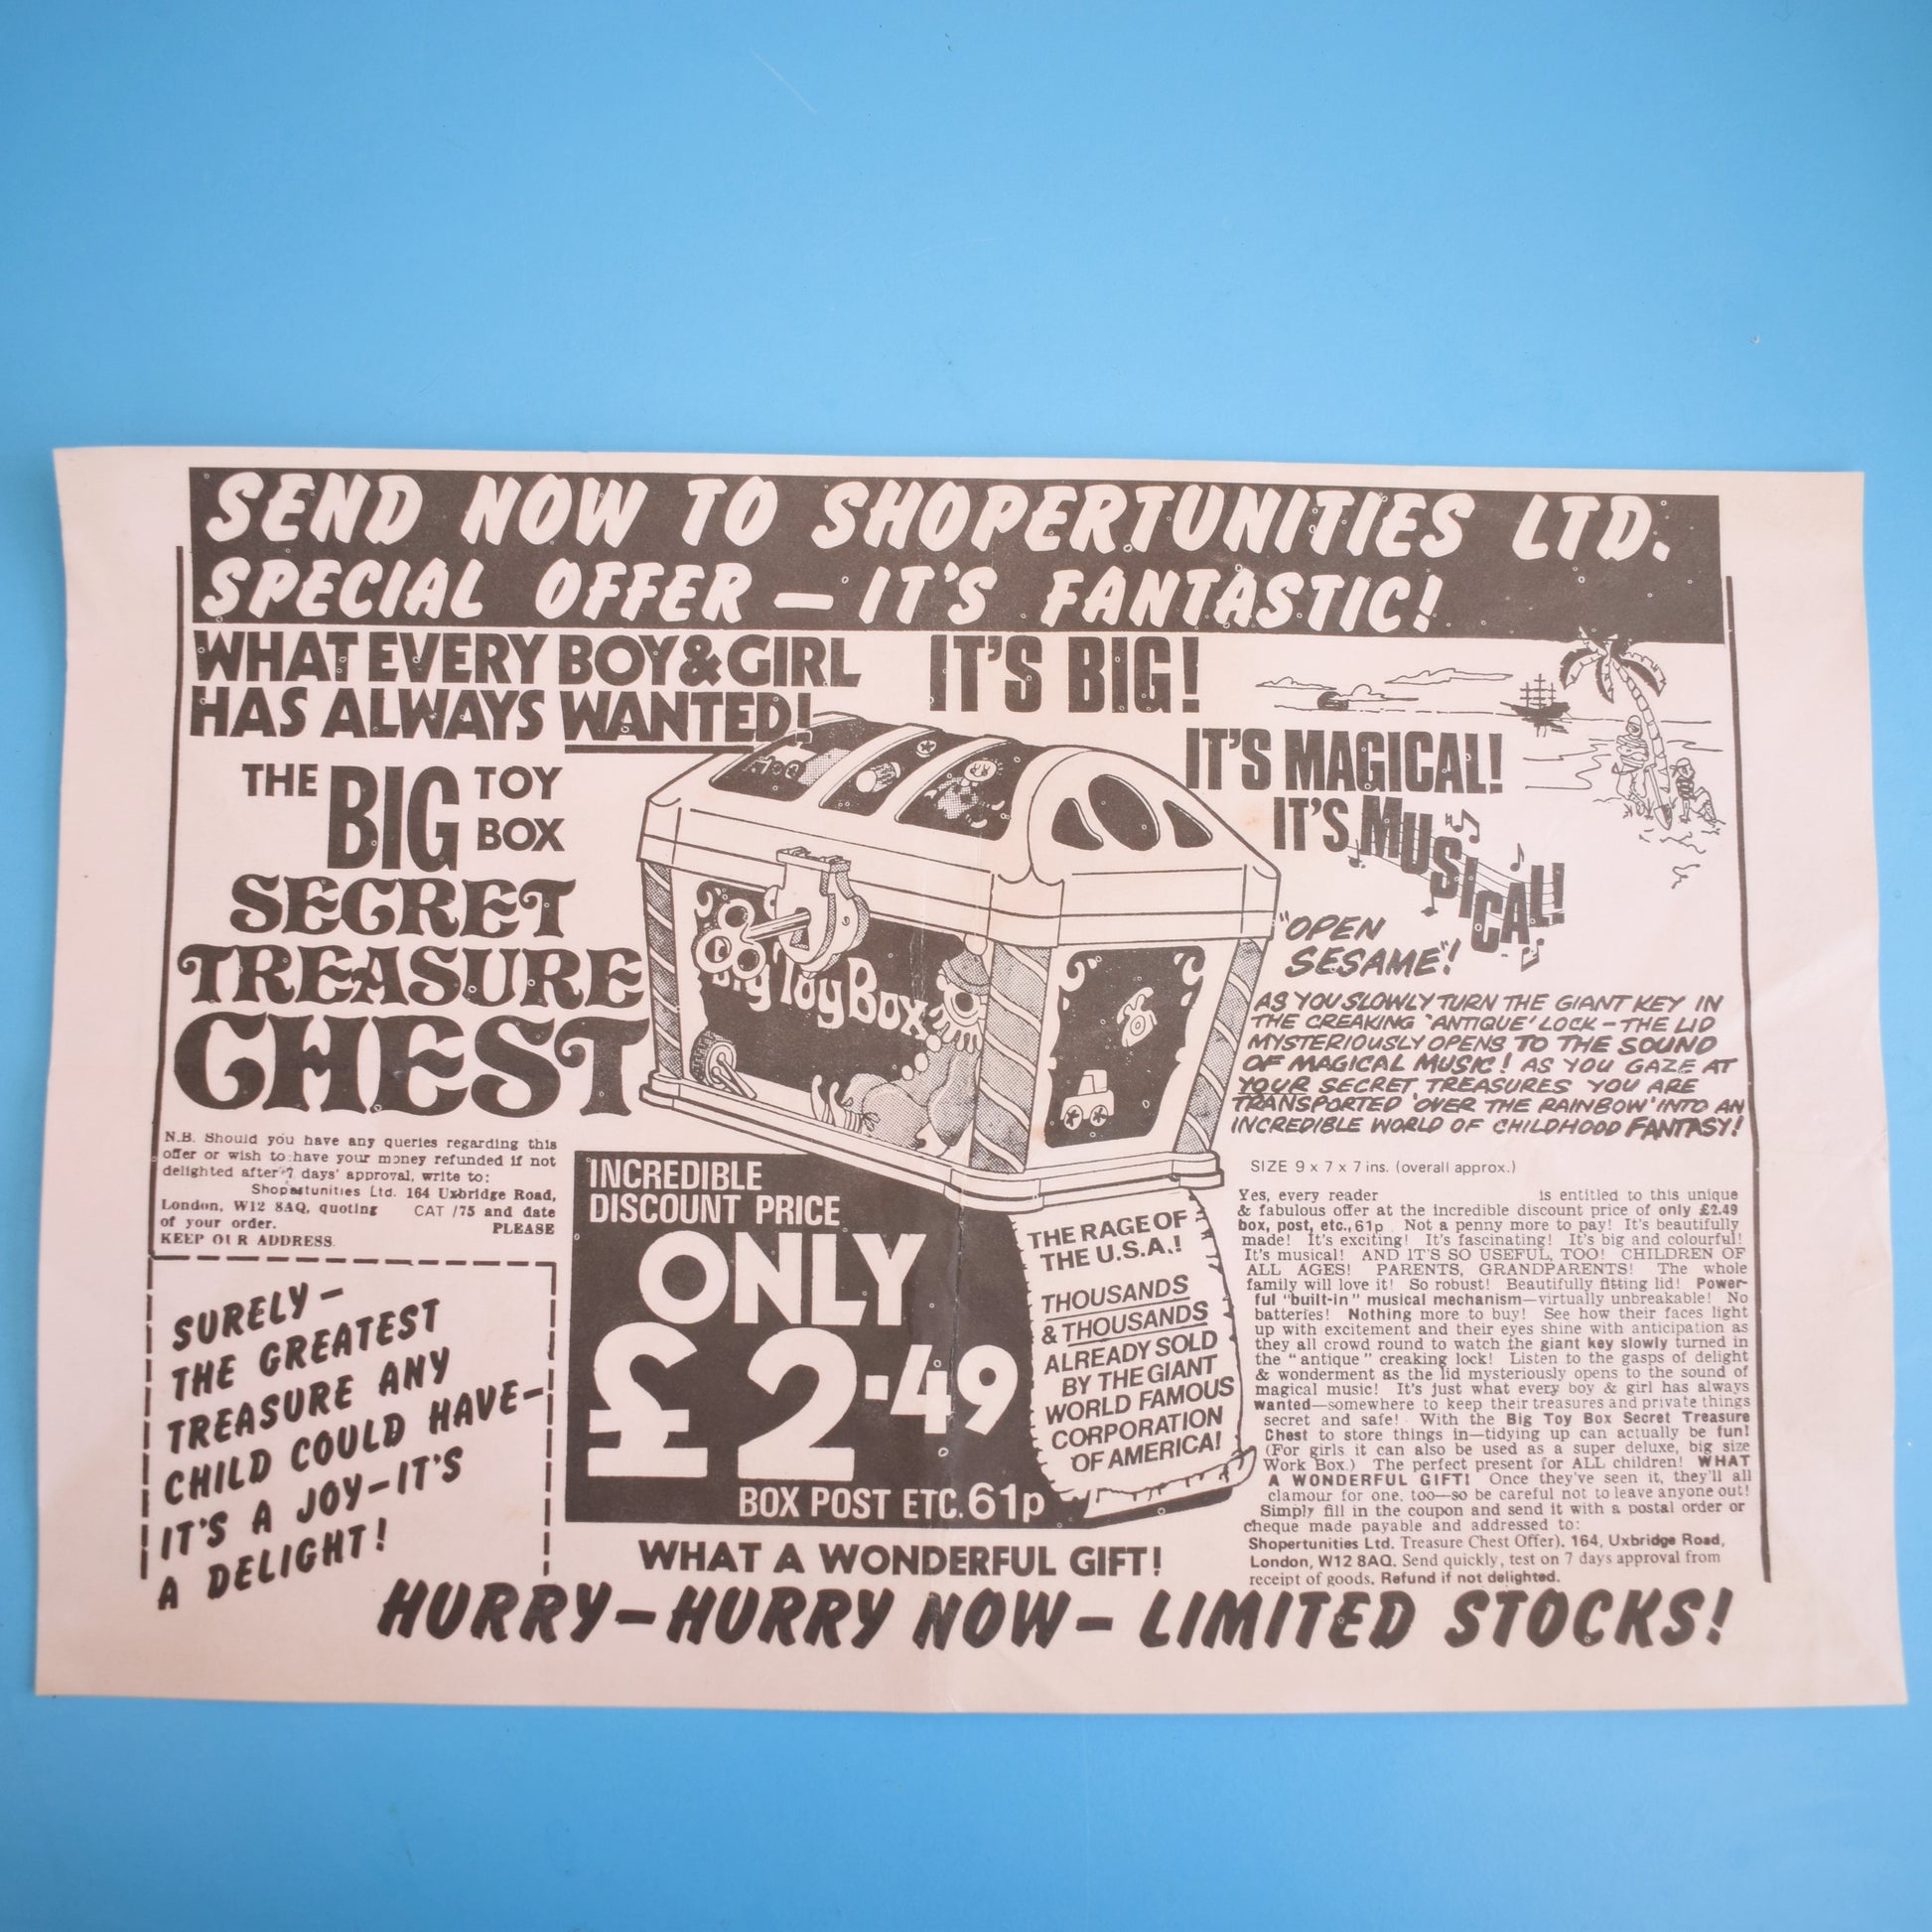 SEND NOW TO SHOPERTUNITIES LTD.
SPECIAL OFFER – IT'S FANTASTIC!
WHAT EVERY BOY & GIRL
HAS ALWAYS WANTED!
IT'S BIG!
IT'S MAGICAL!
IT'S MUSICAL!
THE BIG TOY BOX
SECRET
TREASURE
CHEST
Big Toy Box
"OPEN
SESAME"!
AS YOU SLOWLY TURN THE GIANT KEY IN
THE CREAKING 'ANTIQUE' LOCK – THE LID
MYSTERIOUSLY OPENS TO THE SOUND
OF MAGICAL MUSIC! AS YOU GAZE AT
YOUR SECRET TREASURES YOU ARE
TRANSPORTED 'OVER THE RAINBOW' INTO AN
INCREDIBLE WORLD OF CHILDHOOD FANTASY!
N.B. Should you have any queries regarding this
offer or wish to have your money refunded if not
delighted after 7 days' approval, write to:
Shopertunities Ltd. 164 Uxbridge Road,
London, W12 8AQ, quoting CAT /75 and date
of your order. PLEASE
KEEP OUR ADDRESS.
SURELY –
THE GREATEST
TREASURE ANY
CHILD COULD HAVE –
IT'S A JOY – IT'S
A DELIGHT!
INCREDIBLE
DISCOUNT PRICE
ONLY
£2·49
BOX POST ETC. 61p
THE RAGE OF
THE U.S.A.!
THOUSANDS
& THOUSANDS
ALREADY SOLD
BY THE GIANT
WORLD FAMOUS
CORPORATION
OF AMERICA!
SIZE 9 x 7 x 7 ins. (overall approx.)
Yes, every reader is entitled to this unique
& fabulous offer at the incredible discount price of only £2.49
box, post, etc., 61p. Not a penny more to pay! It's beautifully
made! It's exciting! It's fascinating! It's big and colourful!
It's musical! AND IT'S SO USEFUL, TOO! CHILDREN OF
ALL AGES! PARENTS, GRANDPARENTS! The whole
family will love it! So robust! Beautifully fitting lid! Power-
ful "built-in" musical mechanism—virtually unbreakable! No
batteries! Nothing more to buy! See how their faces light
up with excitement and their eyes shine with anticipation as
they all crowd round to watch the giant key slowly turned in
the "antique" creaking lock! Listen to the gasps of delight
& wonderment as the lid mysteriously opens to the sound of
magical music! It's just what every boy & girl has always
wanted—somewhere to keep their treasures and private things
secret and safe! With the Big Toy Box Secret Treasure
Chest to store things in—tidying up can actually be fun!
(For girls it can also be used as a super deluxe, big size
Work Box.) The perfect present for ALL children! WHAT
A WONDERFUL GIFT! Once they've seen it, they'll all
clamour for one, too—so be careful not to leave anyone out!
Simply fill in the coupon and send it with a postal order or
cheque made payable and addressed to:
Shopertunities Ltd. Treasure Chest Offer), 164, Uxbridge Road,
London, W12 8AQ. Send quickly, test on 7 days approval from
receipt of goods. Refund if not delighted.
WHAT A WONDERFUL GIFT!
HURRY – HURRY NOW – LIMITED STOCKS!